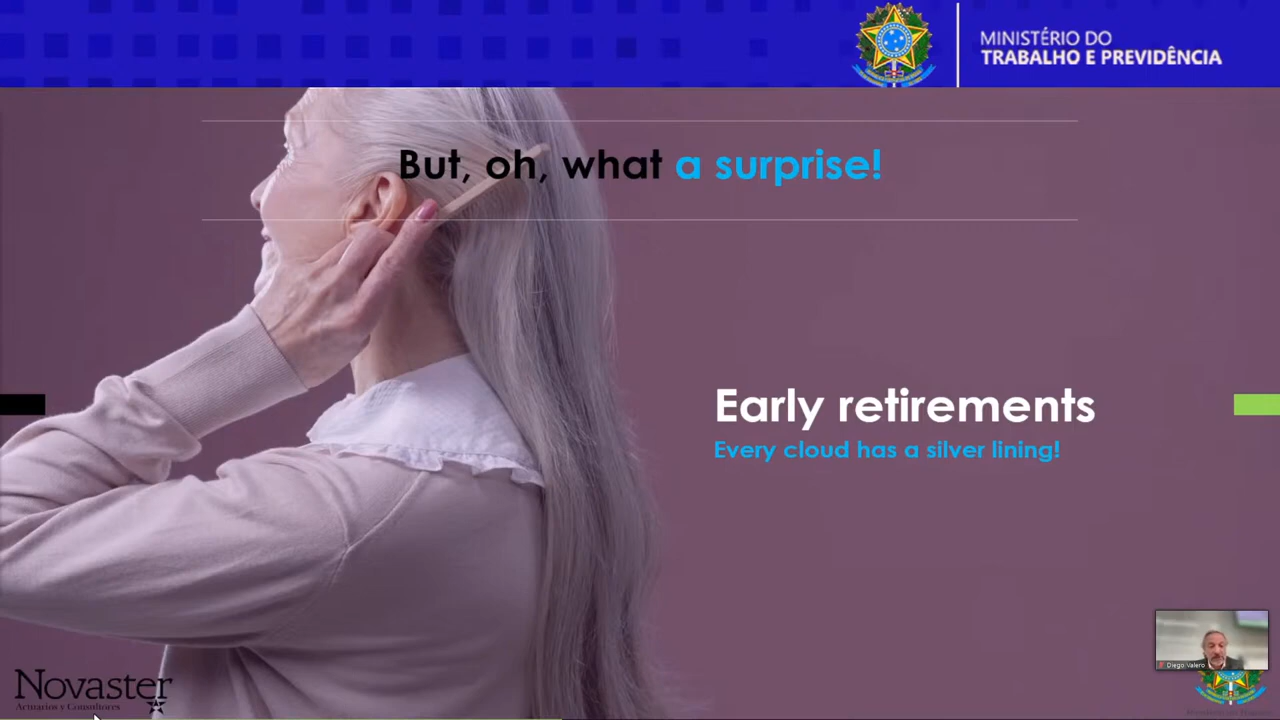 MINISTÉRIO DO
TRABALHO E PREVIDÊNCIA
But, oh, what a surprise!
Early retirements
Every cloud has a silver lining!
Diego Valero
Novaster
Actuarios y Consultores